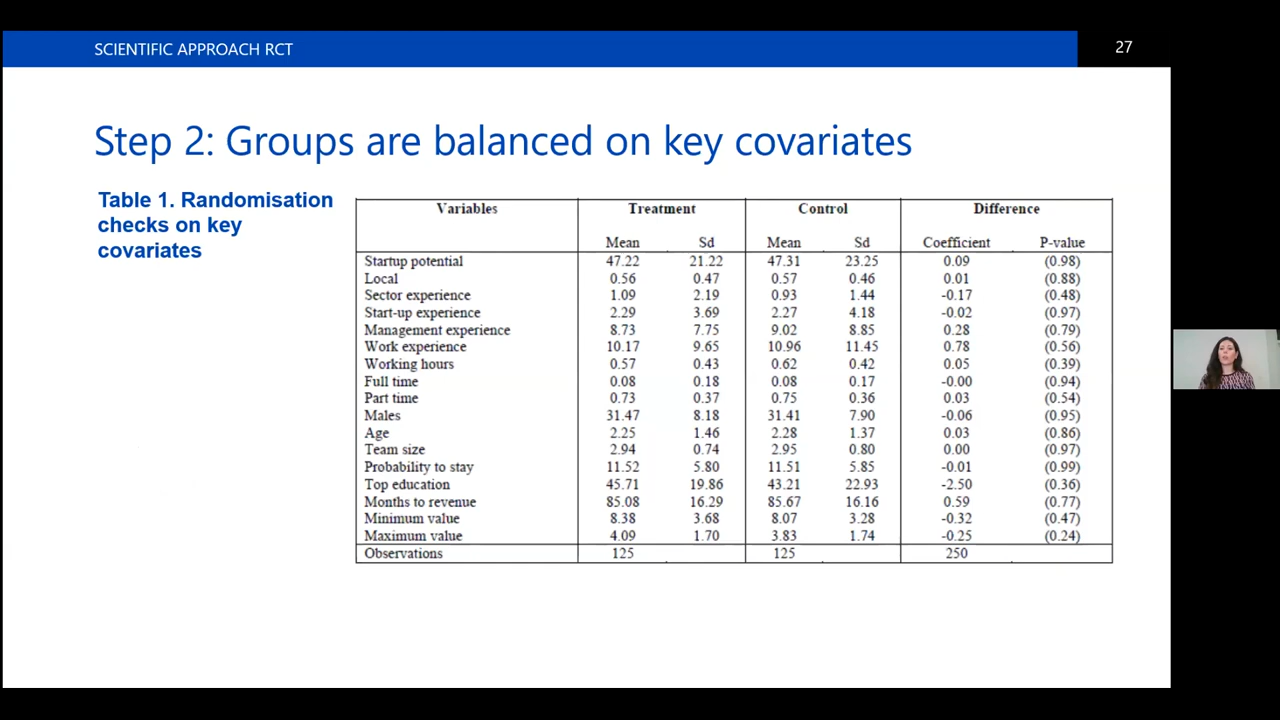 SCIENTIFIC APPROACH RCT
27
Step 2: Groups are balanced on key covariates
Table 1. Randomisation
checks on key
covariates
Variables Treatment Control Difference
Mean Sd Mean Sd Coefficient P-value
Startup potential 47.22 21.22 47.31 23.25 0.09 (0.98)
Local 0.56 0.47 0.57 0.46 0.01 (0.88)
Sector experience 1.09 2.19 0.93 1.44 -0.17 (0.48)
Start-up experience 2.29 3.69 2.27 4.18 -0.02 (0.97)
Management experience 8.73 7.75 9.02 8.85 0.28 (0.79)
Work experience 10.17 9.65 10.96 11.45 0.78 (0.56)
Working hours 0.57 0.43 0.62 0.42 0.05 (0.39)
Full time 0.08 0.18 0.08 0.17 -0.00 (0.94)
Part time 0.73 0.37 0.75 0.36 0.03 (0.54)
Males 31.47 8.18 31.41 7.90 -0.06 (0.95)
Age 2.25 1.46 2.28 1.37 0.03 (0.86)
Team size 2.94 0.74 2.95 0.80 0.00 (0.97)
Probability to stay 11.52 5.80 11.51 5.85 -0.01 (0.99)
Top education 45.71 19.86 43.21 22.93 -2.50 (0.36)
Months to revenue 85.08 16.29 85.67 16.16 0.59 (0.77)
Minimum value 8.38 3.68 8.07 3.28 -0.32 (0.47)
Maximum value 4.09 1.70 3.83 1.74 -0.25 (0.24)
Observations 125 125 250